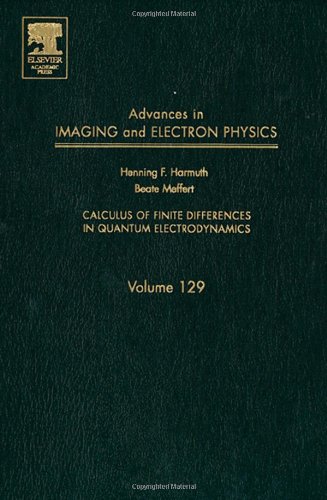 ELSEVIER
ACADEMIC
PRESS
Advances in
IMAGING and ELECTRON PHYSICS
Henning F. Harmuth
Beate Meffert
CALCULUS OF FINITE DIFFERENCES
IN QUANTUM ELECTRODYNAMICS
Volume 129